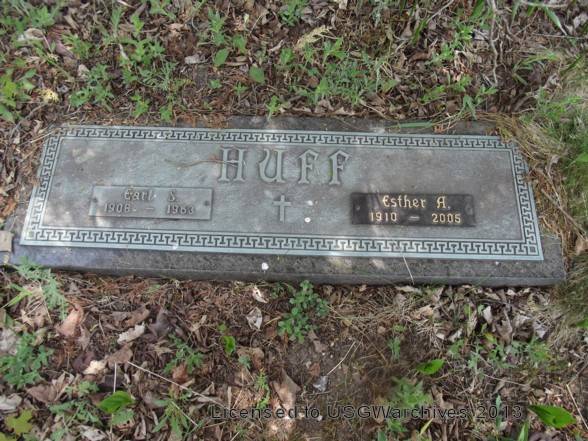 HUFF
Earl S.
1908 - 1963
Esther A.
1910 - 2005
Licensed to USGWarchives 2013